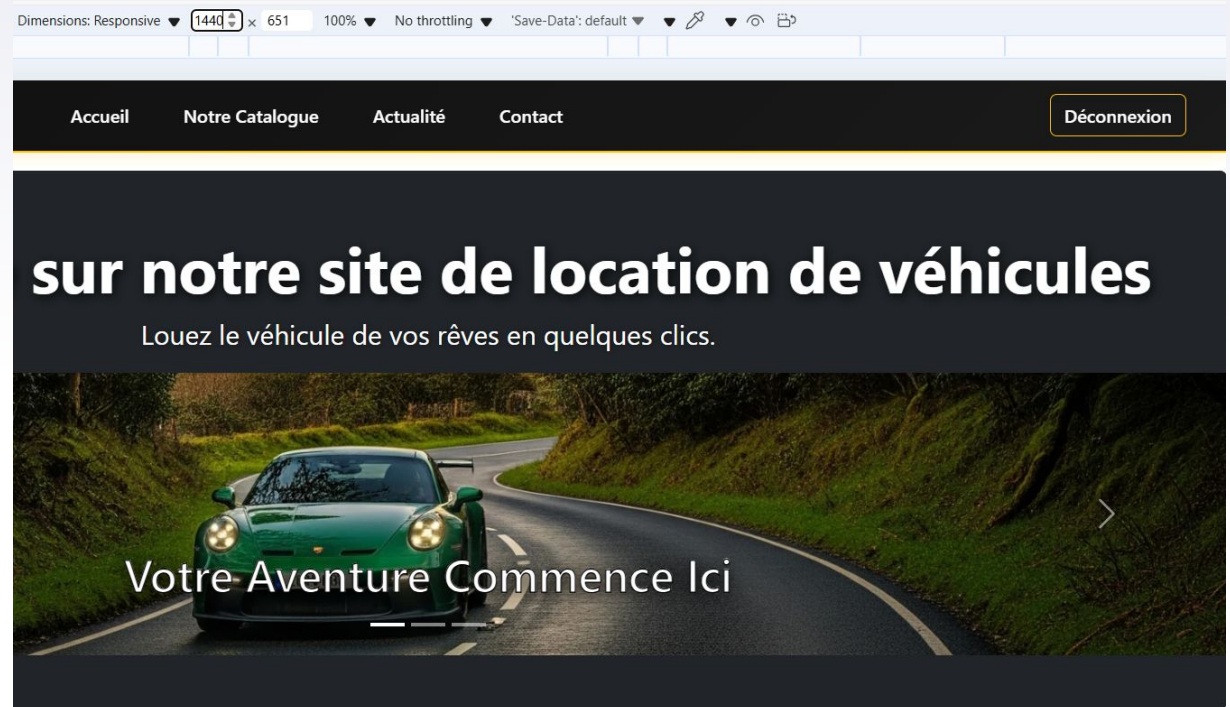 Dimensions: Responsive 1440 × 651 100% No throttling 'Save-Data': default
Accueil Notre Catalogue Actualité Contact Déconnexion
sur notre site de location de véhicules
Louez le véhicule de vos rêves en quelques clics.
Votre Aventure Commence Ici